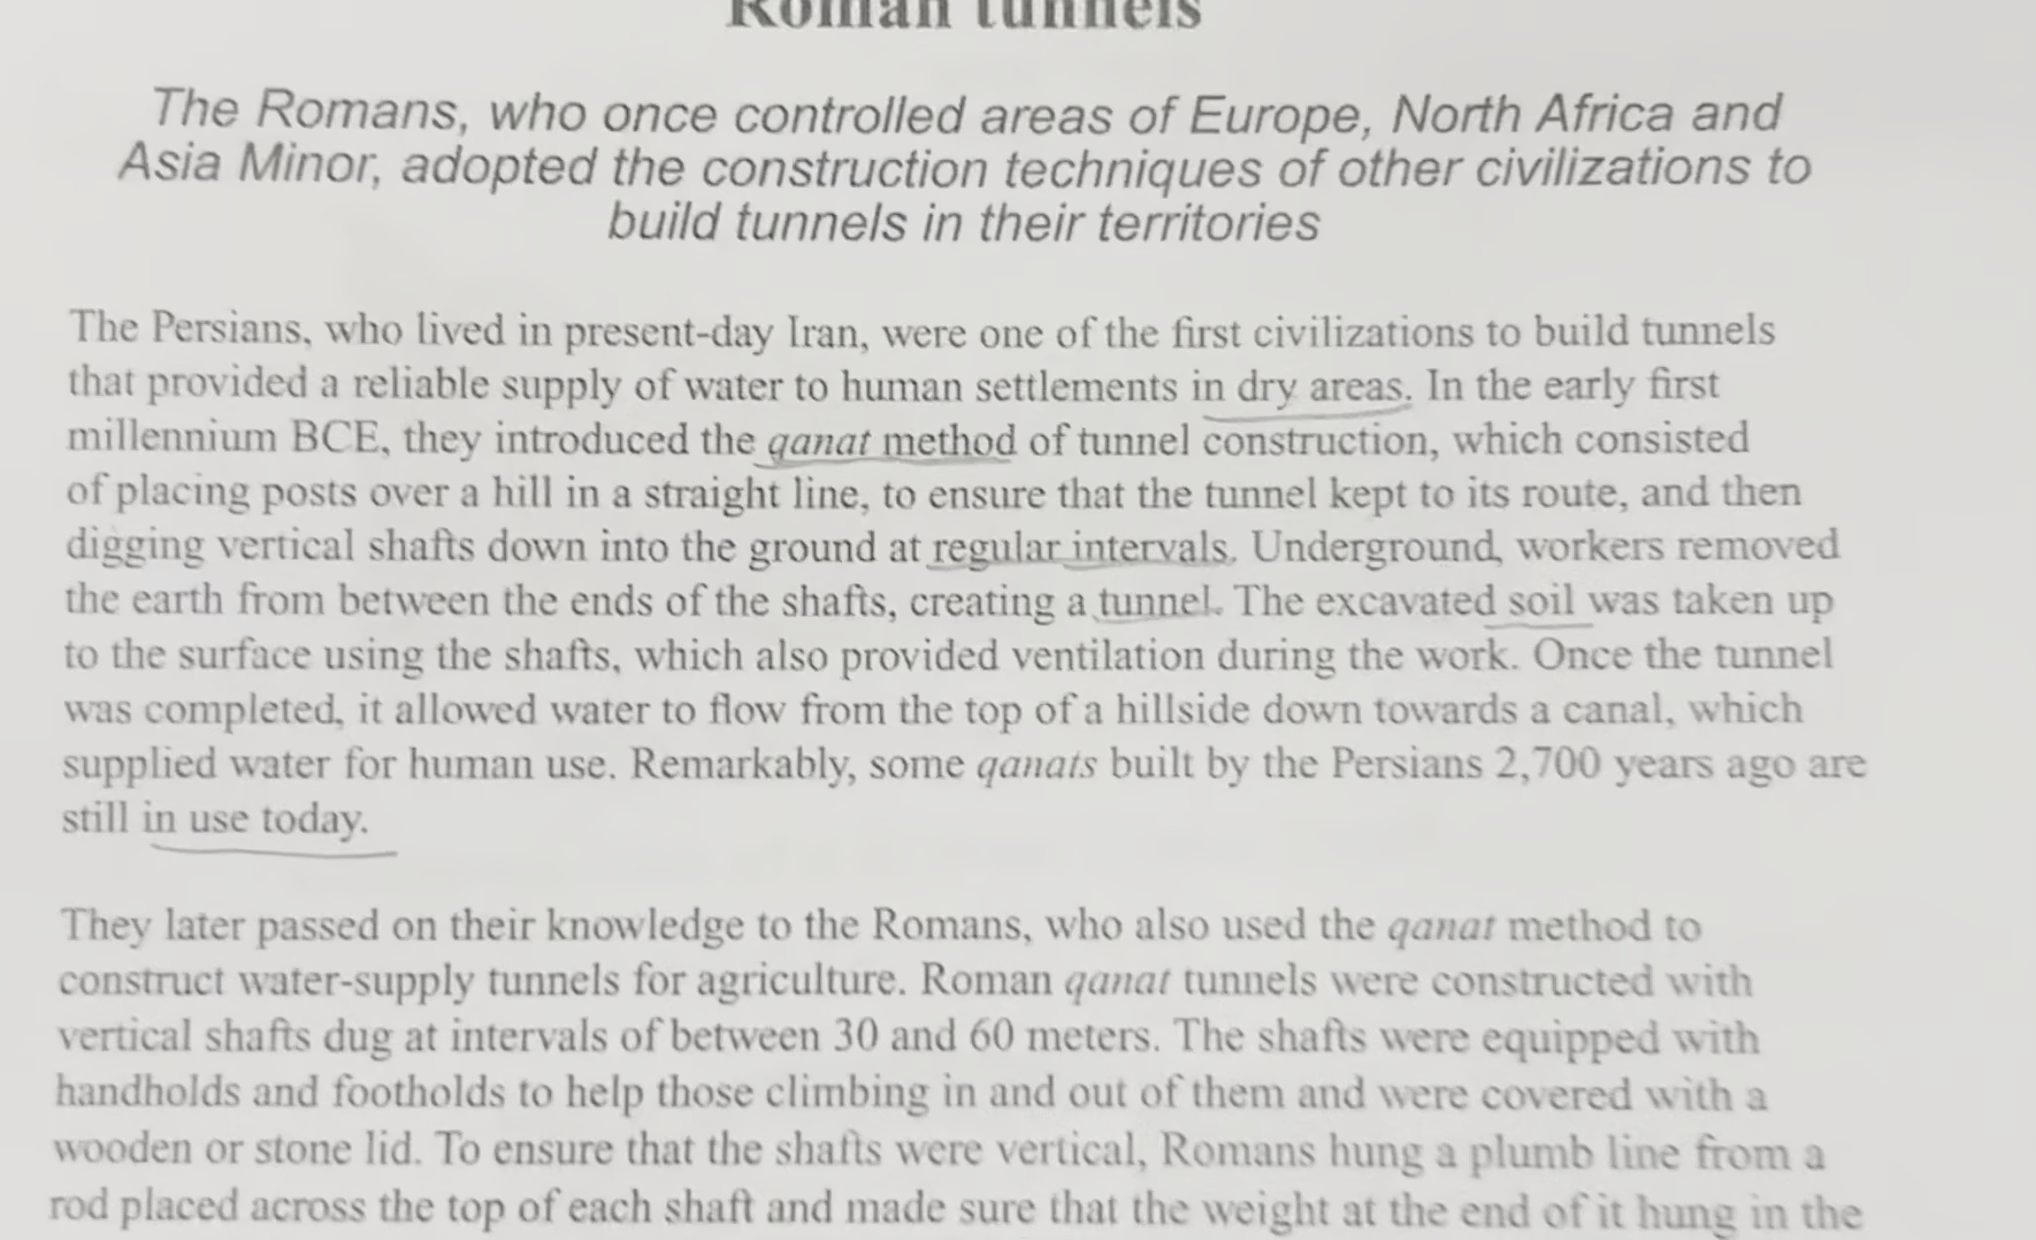 Roman tunnels
The Romans, who once controlled areas of Europe, North Africa and
Asia Minor, adopted the construction techniques of other civilizations to
build tunnels in their territories
The Persians, who lived in present-day Iran, were one of the first civilizations to build tunnels
that provided a reliable supply of water to human settlements in dry areas. In the early first
millennium BCE, they introduced the qanat method of tunnel construction, which consisted
of placing posts over a hill in a straight line, to ensure that the tunnel kept to its route, and then
digging vertical shafts down into the ground at regular intervals. Underground, workers removed
the earth from between the ends of the shafts, creating a tunnel. The excavated soil was taken up
to the surface using the shafts, which also provided ventilation during the work. Once the tunnel
was completed, it allowed water to flow from the top of a hillside down towards a canal, which
supplied water for human use. Remarkably, some qanats built by the Persians 2,700 years ago are
still in use today.
They later passed on their knowledge to the Romans, who also used the qanat method to
construct water-supply tunnels for agriculture. Roman qanat tunnels were constructed with
vertical shafts dug at intervals of between 30 and 60 meters. The shafts were equipped with
handholds and footholds to help those climbing in and out of them and were covered with a
wooden or stone lid. To ensure that the shafts were vertical, Romans hung a plumb line from a
rod placed across the top of each shaft and made sure that the weight at the end of it hung in the